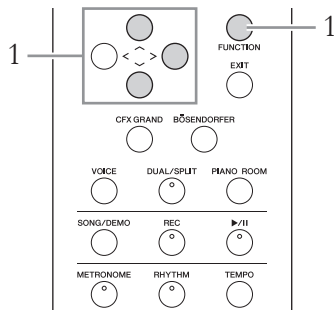 1
1
FUNCTION
EXIT
CFX GRAND BÖSENDORFER
VOICE DUAL/SPLIT PIANO ROOM
SONG/DEMO REC ►/II
METRONOME RHYTHM TEMPO